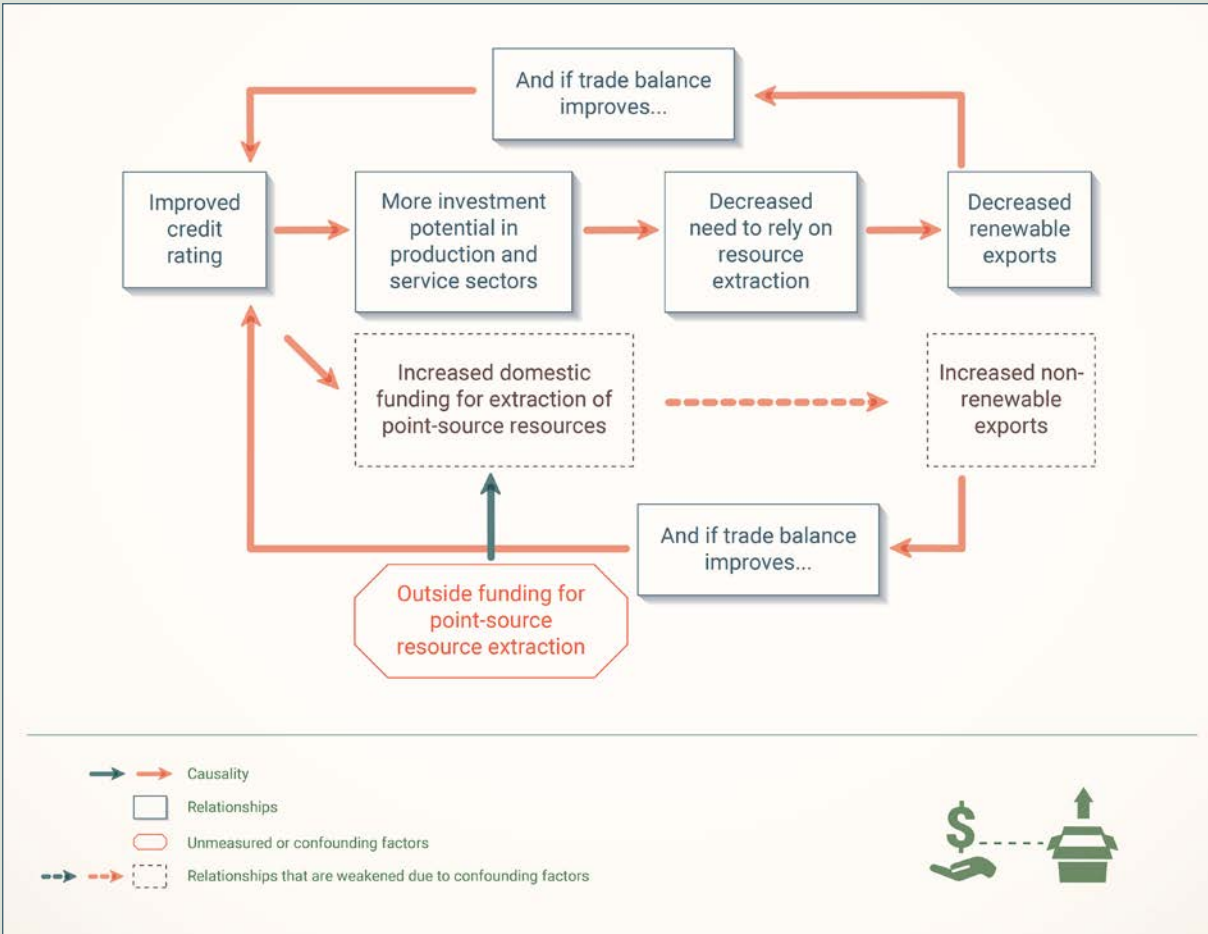 And if trade balance
improves...
Improved
credit
rating
More investment
potential in
production and
service sectors
Decreased
need to rely on
resource
extraction
Decreased
renewable
exports
Increased domestic
funding for extraction of
point-source resources
Increased non-
renewable
exports
And if trade balance
improves...
Outside funding for
point-source
resource extraction
Causality
Relationships
Unmeasured or confounding factors
Relationships that are weakened due to confounding factors
$